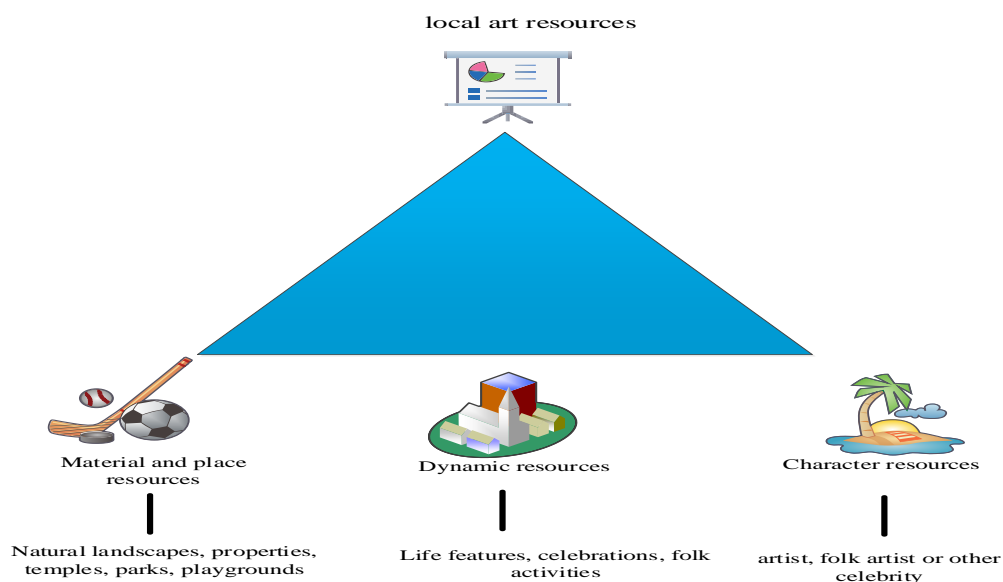 local art resources
Material and place
resources
Dynamic resources
Character resources
Natural landscapes, properties,
temples, parks, playgrounds
Life features, celebrations, folk
activities
artist, folk artist or other
celebrity